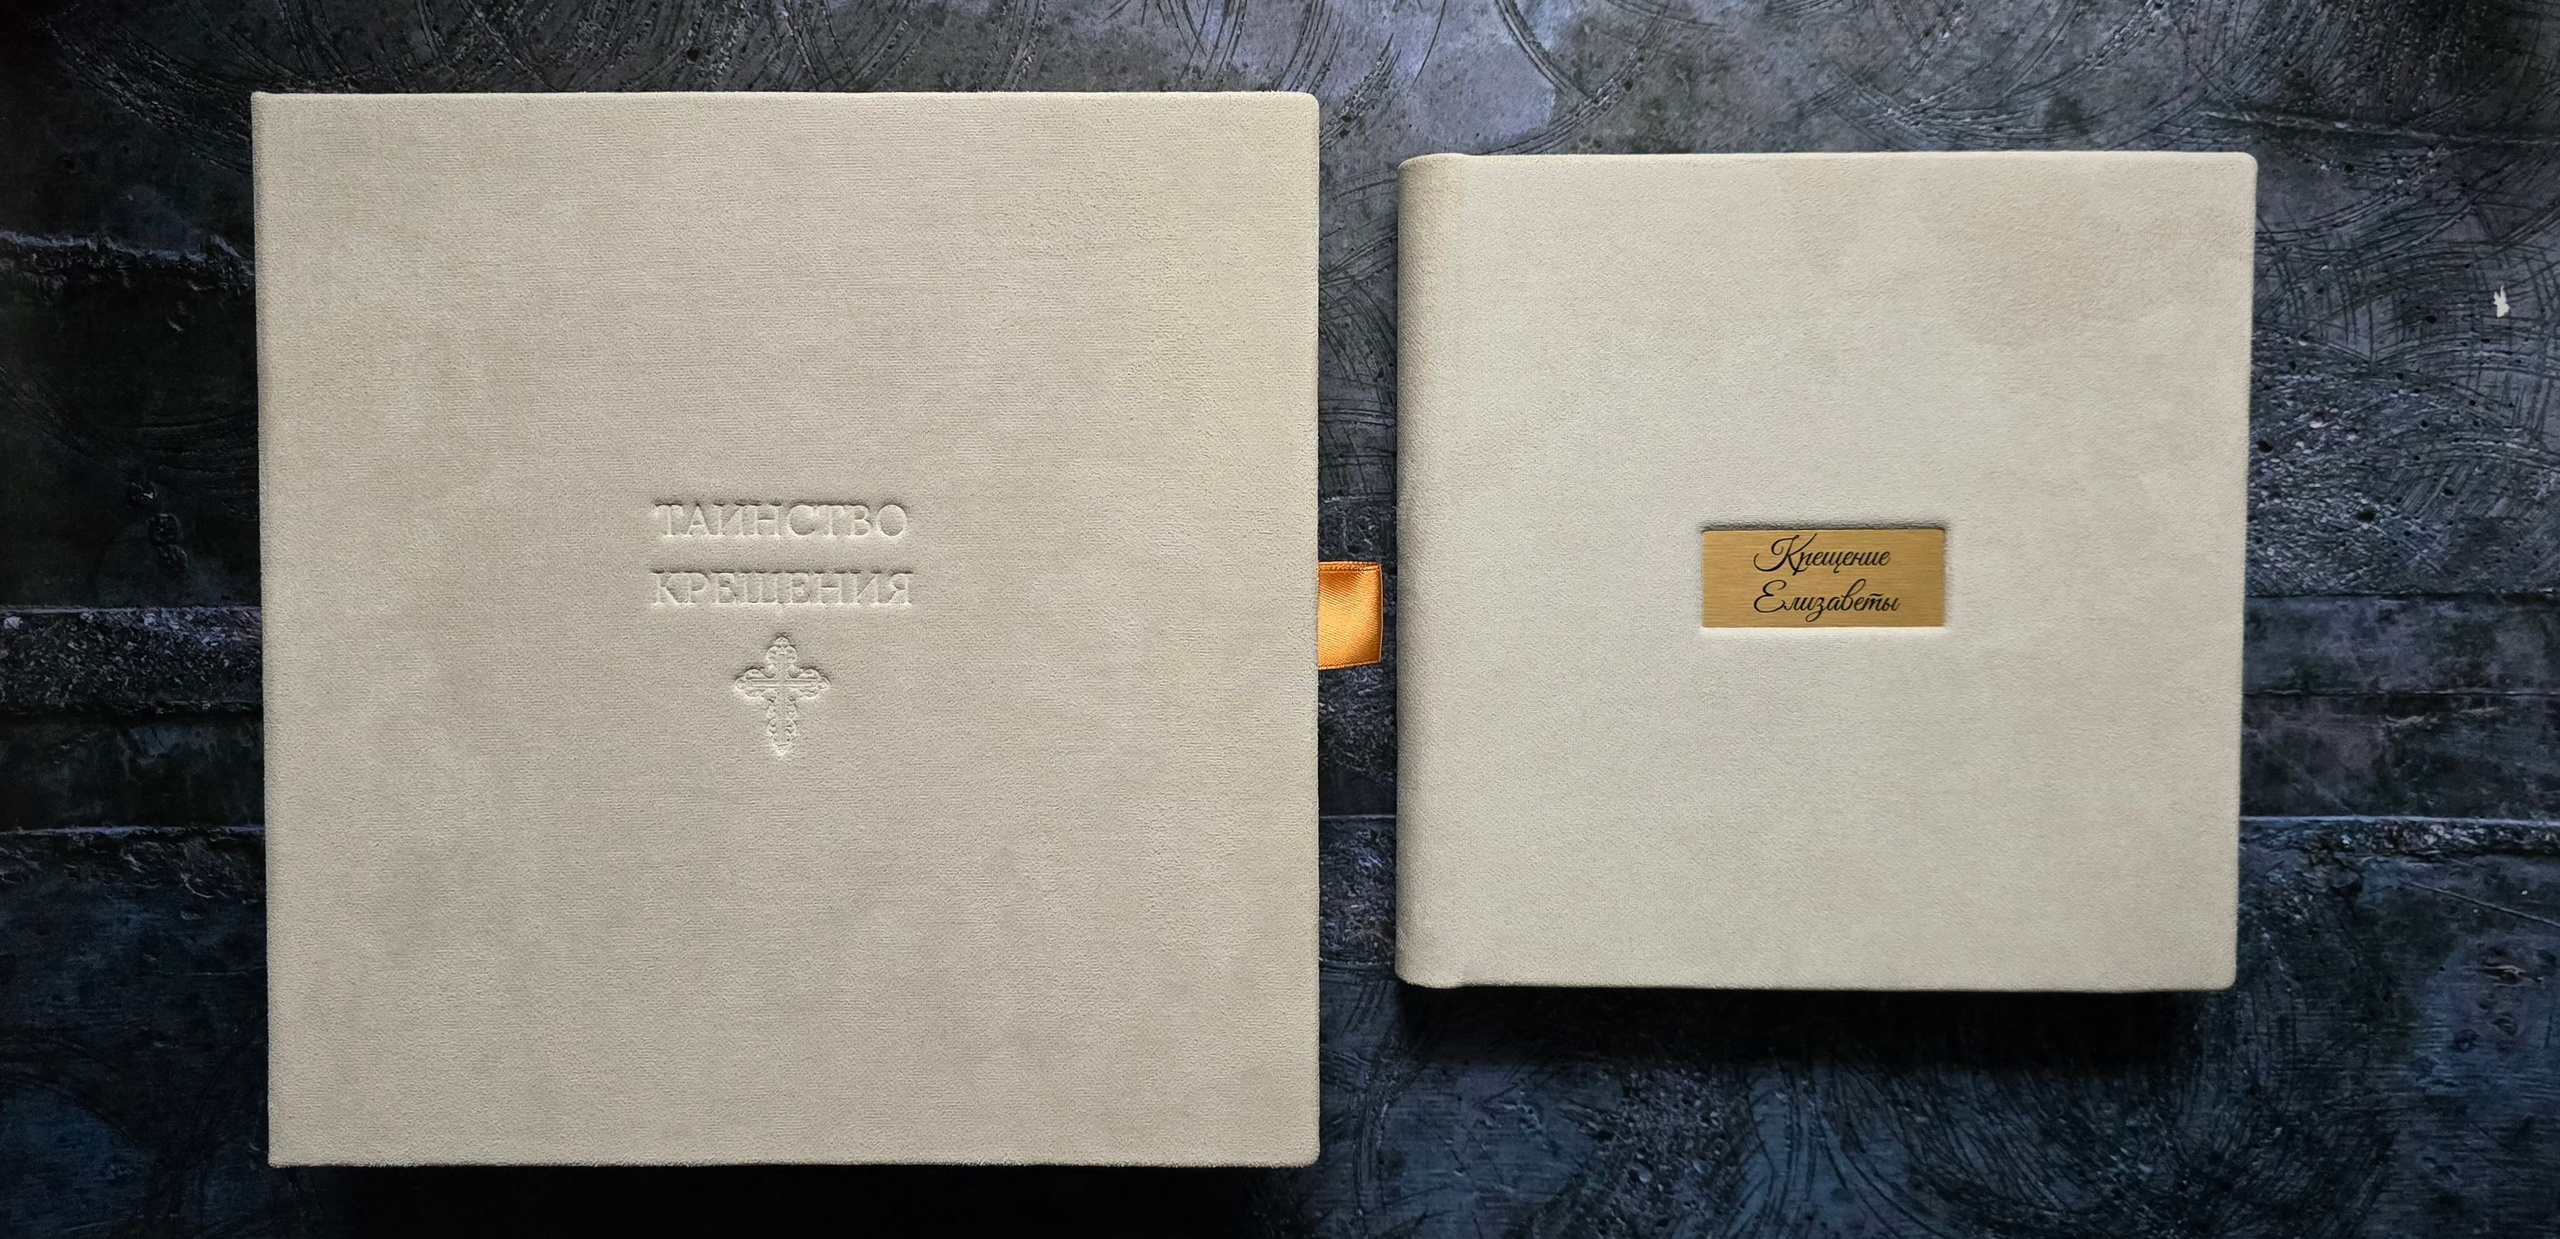 ТАИНСТВО
КРЕЩЕНИЯ
Крещение
Елизаветы